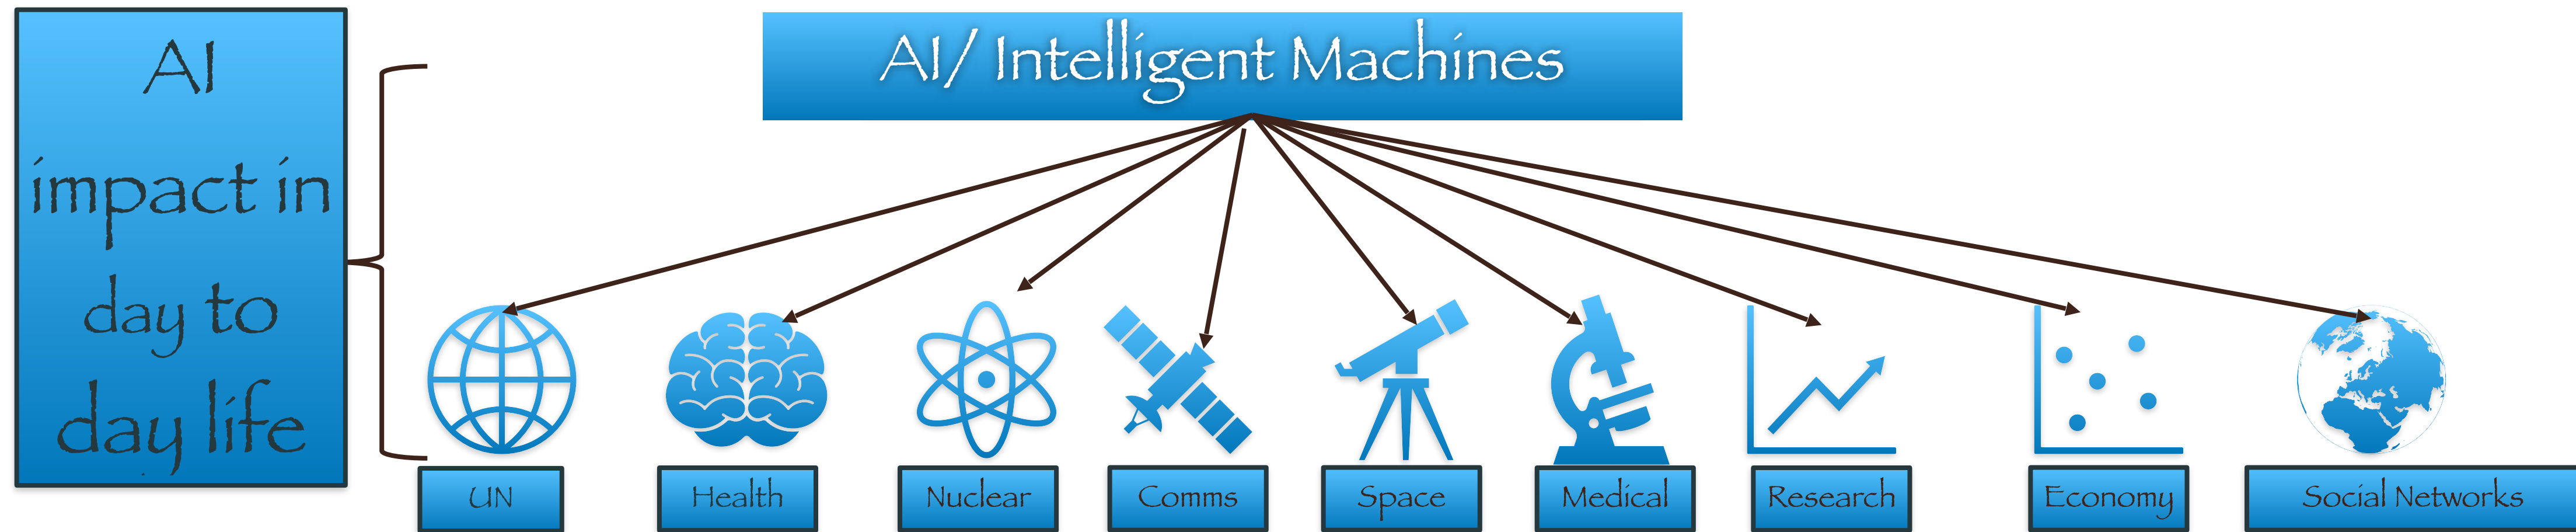 AI
impact in
day to
day life
AI/ Intelligent Machines
UN
Health
Nuclear
Comms
Space
Medical
Research
Economy
Social Networks